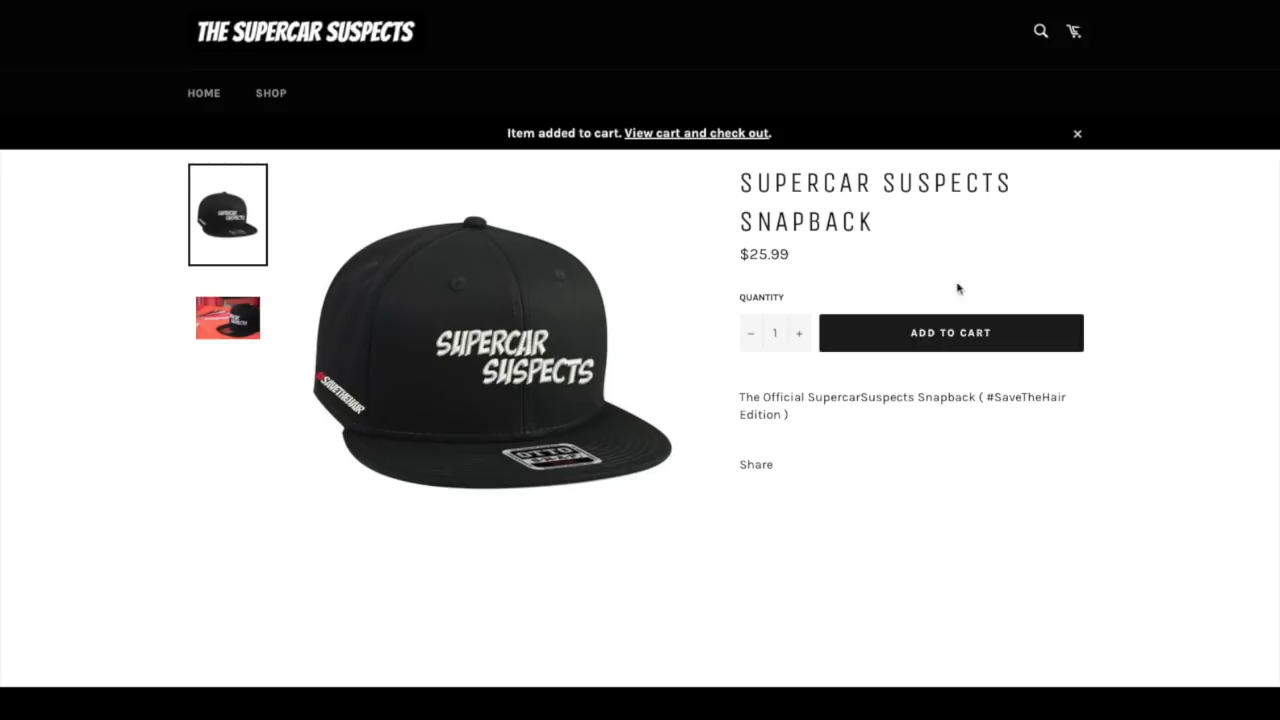 THE SUPERCAR SUSPECTS
HOME
SHOP
Item added to cart. View cart and check out.
SUPERCAR SUSPECTS
SNAPBACK
$25.99
QUANTITY
− 1 +
ADD TO CART
The Official SupercarSuspects Snapback ( #SaveTheHair
Edition )
Share
SUPERCAR
SUSPECTS
#SAVETHEHAIR
OTTO